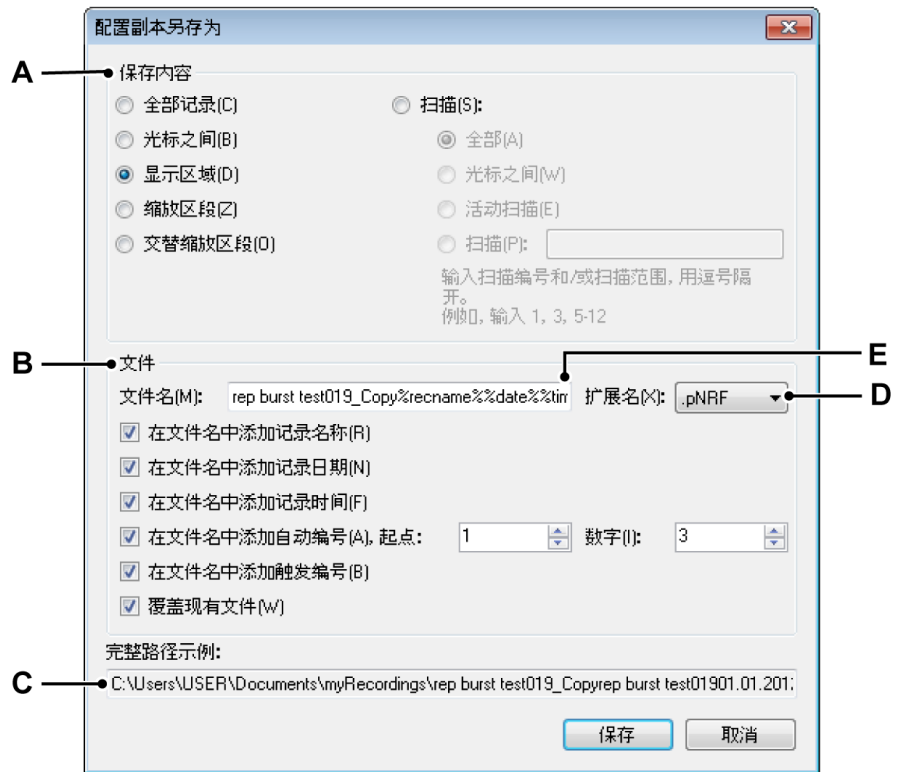 配置副本另存为
A
保存内容
全部记录(C)
扫描(S):
光标之间(B)
全部(A)
显示区域(D)
光标之间(W)
缩放区段(Z)
活动扫描(E)
交替缩放区段(O)
扫描(P):
输入扫描编号和/或扫描范围, 用逗号隔
开。
例如, 输入 1, 3, 5-12
B
文件
E
文件名(M):
rep burst test019_Copy%recname%%date%%tim
扩展名(X):
.pNRF
D
在文件名中添加记录名称(R)
在文件名中添加记录日期(N)
在文件名中添加记录时间(F)
在文件名中添加自动编号(A), 起点:
1
数字(I):
3
在文件名中添加触发编号(B)
覆盖现有文件(W)
完整路径示例:
C
C:\Users\USER\Documents\myRecordings\rep burst test019_Copyrep burst test01901.01.201
保存
取消